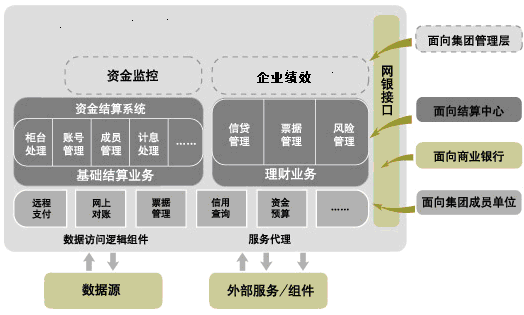 面向集团管理层
资金监控
企业绩效
网银接口
资金结算系统
柜台处理
账号管理
成员管理
计息处理
……
基础结算业务
信贷管理
票据管理
风险管理
理财业务
面向结算中心
面向商业银行
面向集团成员单位
远程支付
网上对账
票据管理
信用查询
资金预算
……
数据访问逻辑组件
服务代理
数据源
外部服务/组件